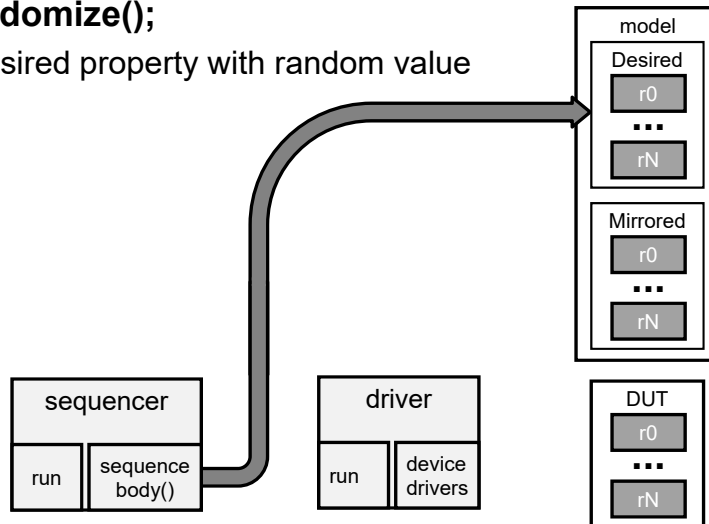 domize();
sired property with random value
model
Desired
r0
...
rN
Mirrored
r0
...
rN
sequencer
run
sequence
body()
driver
run
device
drivers
DUT
r0
...
rN